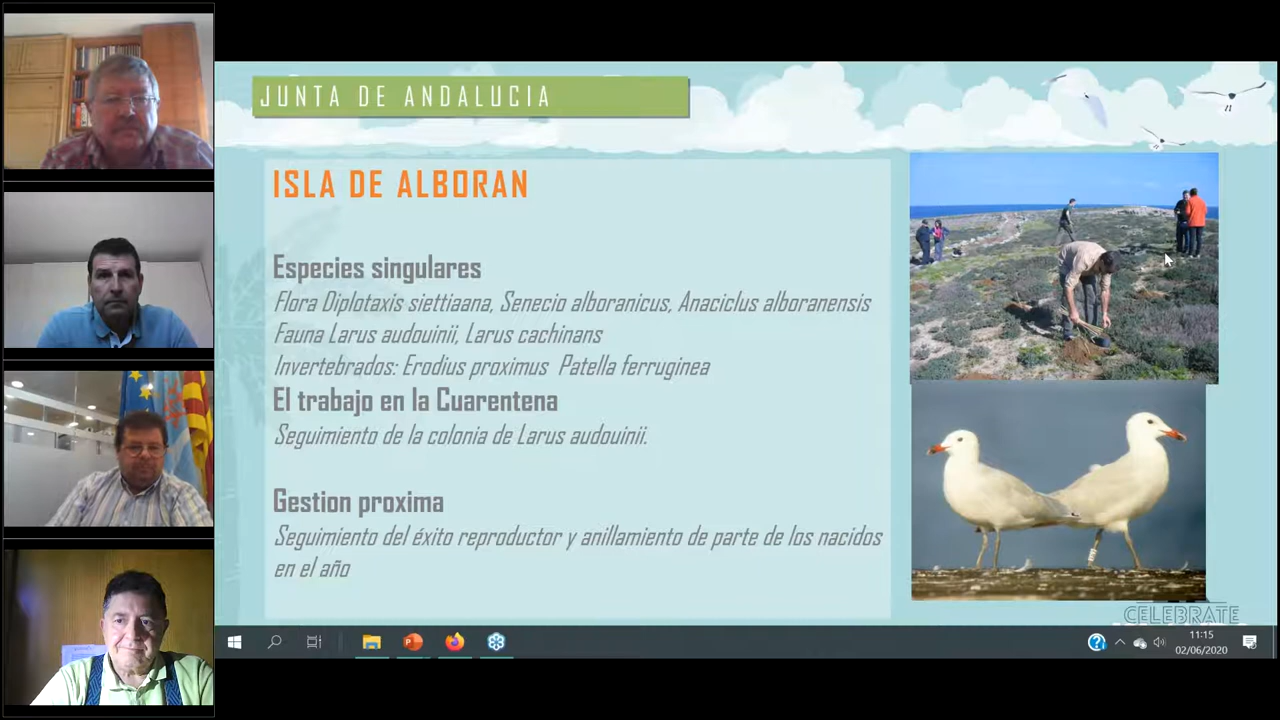 JUNTA DE ANDALUCIA
ISLA DE ALBORAN
Especies singulares
Flora Diplotaxis siettiaana, Senecio alboranicus, Anaciclus alboranensis
Fauna Larus audouinii, Larus cachinans
Invertebrados: Erodius proximus Patella ferruginea
El trabajo en la Cuarentena
Seguimiento de la colonia de Larus audouinii.
Gestion proxima
Seguimiento del éxito reproductor y anillamiento de parte de los nacidos
en el año
CELEBRATE
11:15
02/06/2020